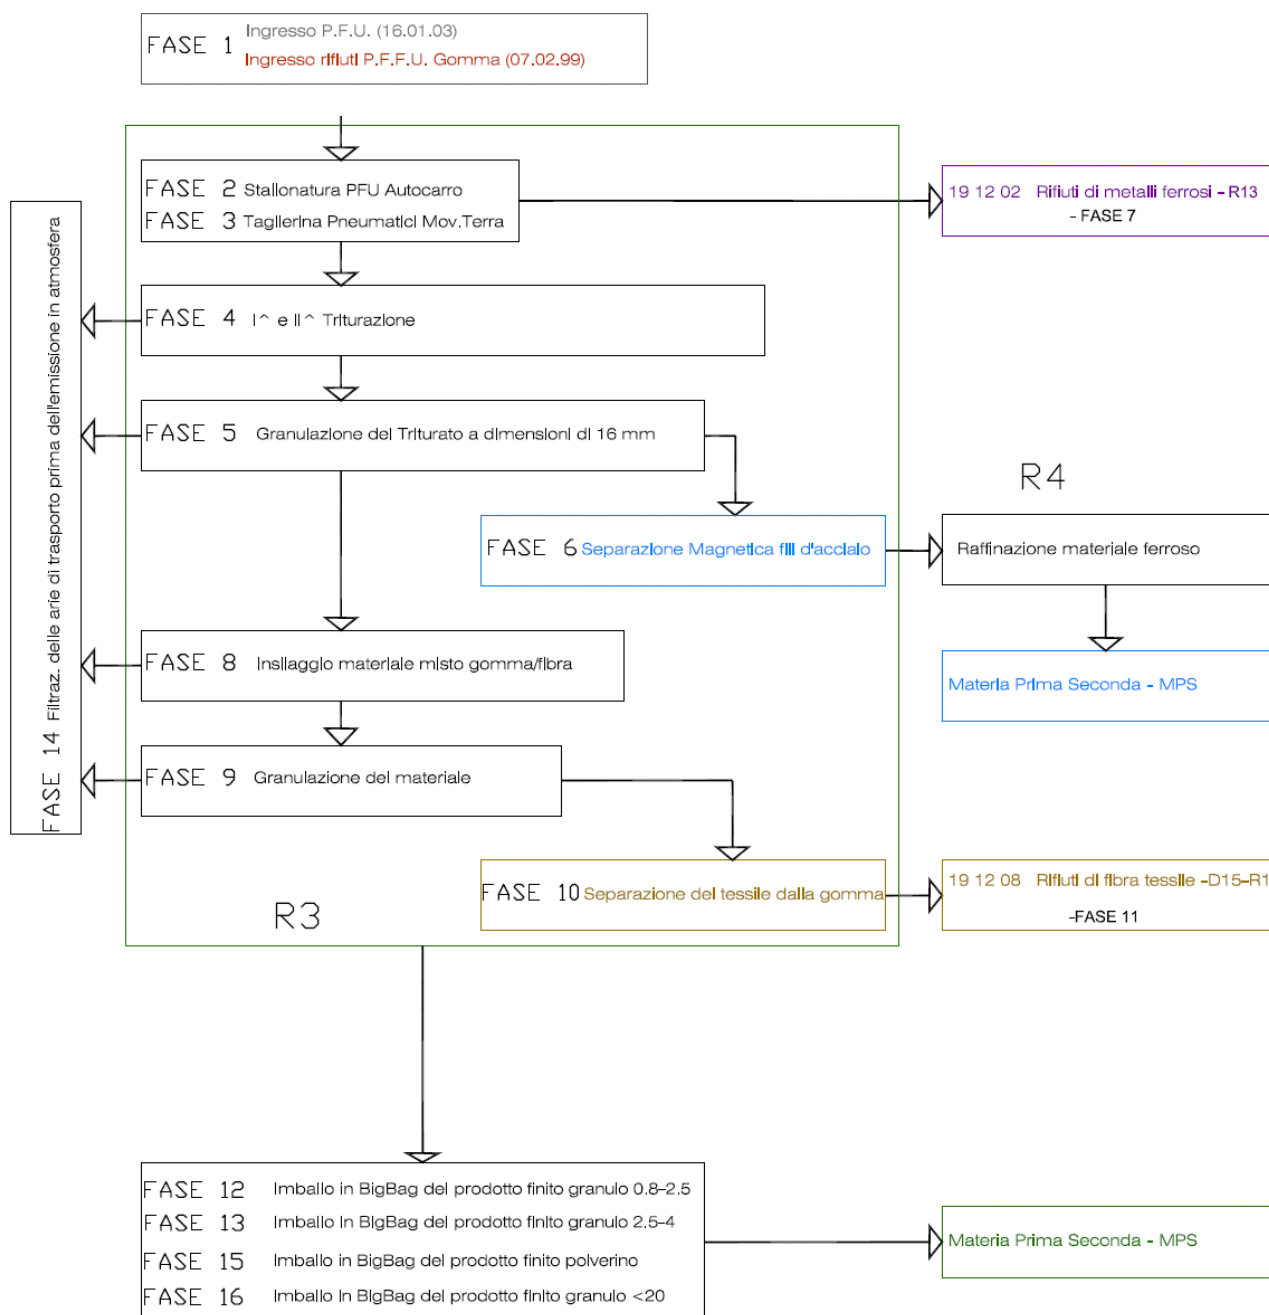 FASE 1
Ingresso P.F.U. (16.01.03)
Ingresso rifiuti P.F.F.U. Gomma (07.02.99)
FASE 2 Stallonatura PFU Autocarro
FASE 3 Taglierina Pneumatici Mov.Terra
19 12 02 Rifiuti di metalli ferrosi - R13
- FASE 7
FASE 14 Filtraz. delle arie di trasporto prima dell'emissione in atmosfera
FASE 4 I^ e II^ Triturazione
FASE 5 Granulazione del Triturato a dimensioni di 16 mm
R4
FASE 6 Separazione Magnetica fili d'acciaio
Raffinazione materiale ferroso
FASE 8 Insilaggio materiale misto gomma/fibra
Materia Prima Seconda - MPS
FASE 9 Granulazione del materiale
FASE 10 Separazione del tessile dalla gomma
19 12 08 Rifiuti di fibra tessile -D15-R1
-FASE 11
R3
FASE 12 Imballo in BigBag del prodotto finito granulo 0.8-2.5
FASE 13 Imballo in BigBag del prodotto finito granulo 2.5-4
FASE 15 Imballo in BigBag del prodotto finito polverino
FASE 16 Imballo in BigBag del prodotto finito granulo <20
Materia Prima Seconda - MPS